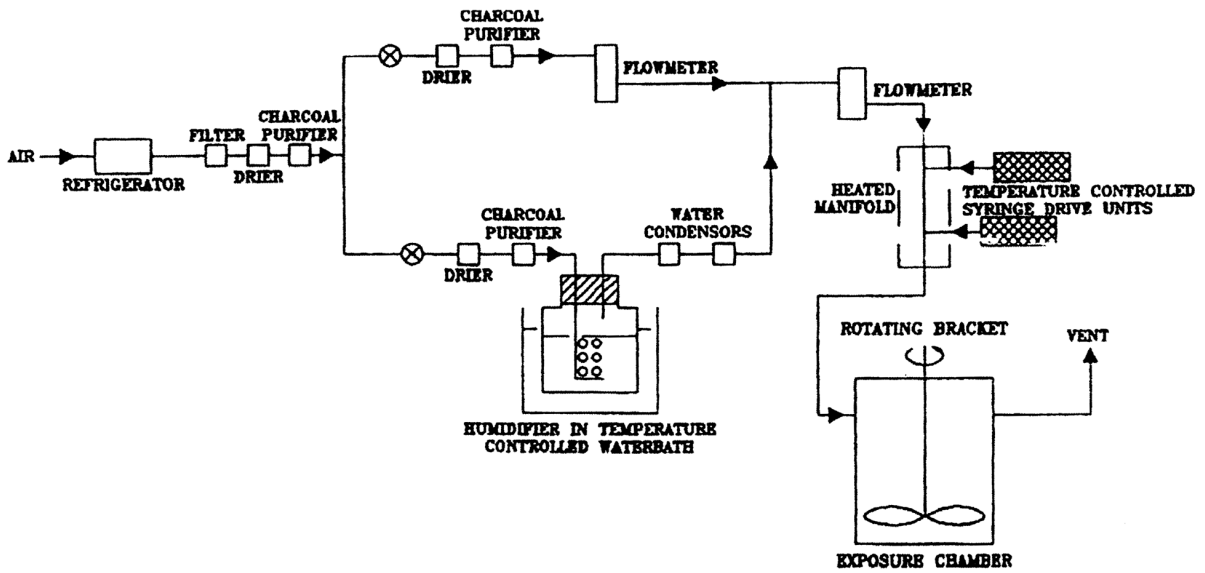 CHARCOAL
PURIFIER
DRIER
FLOWMETER
FLOWMETER
AIR
REFRIGERATOR
FILTER
DRIER
CHARCOAL
PURIFIER
HEATED
MANIFOLD
TEMPERATURE CONTROLLED
SYRINGE DRIVE UNITS
CHARCOAL
PURIFIER
DRIER
WATER
CONDENSORS
HUMIDIFIER IN TEMPERATURE
CONTROLLED WATERBATH
ROTATING BRACKET
VENT
EXPOSURE CHAMBER